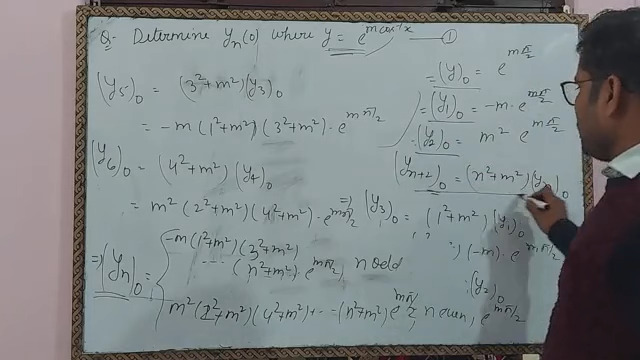 Q- Determine yₙ(0) where y = e^{m cos⁻¹x} —①
(y₅)₀ = (3²+m²)(y₃)₀
= -m(1²+m²)(3²+m²)·e^{mπ/2}
(y₆)₀ = (4²+m²)(y₄)₀
= m²(2²+m²)(4²+m²)·e^{mπ/2}
⇒(yₙ)₀ = { -m(1²+m²)(3²+m²)
---- (n²+m²)·e^{mπ/2}, n odd
m²(2²+m²)(4²+m²)+---(n²+m²)e^{mπ/2}, n even,
= (y)₀ = e^{mπ/2}
= (y₁)₀ = -m·e^{mπ/2}
= (y₂)₀ = m² e^{mπ/2}
(yₙ₊₂)₀ = (n²+m²)(yₙ)₀
⇒ (y₃)₀ = (1²+m²)(y₁)₀
)(-m)·e^{mπ/2}
(y₂)₀
e^{mπ/2}